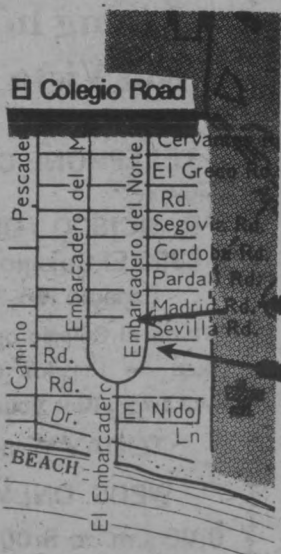 El Colegio Road
Cervantes Rd.
El Greco Rd.
Rd.
Segovia Rd.
Cordoba Rd.
Pardall Rd.
Madrid Rd.
Sevilla Rd.
Pescadero
Camino
Embarcadero del M
Embarcadero del Norte
Rd.
Rd.
Dr.
El Nido
Ln
El Embarcadero
BEACH